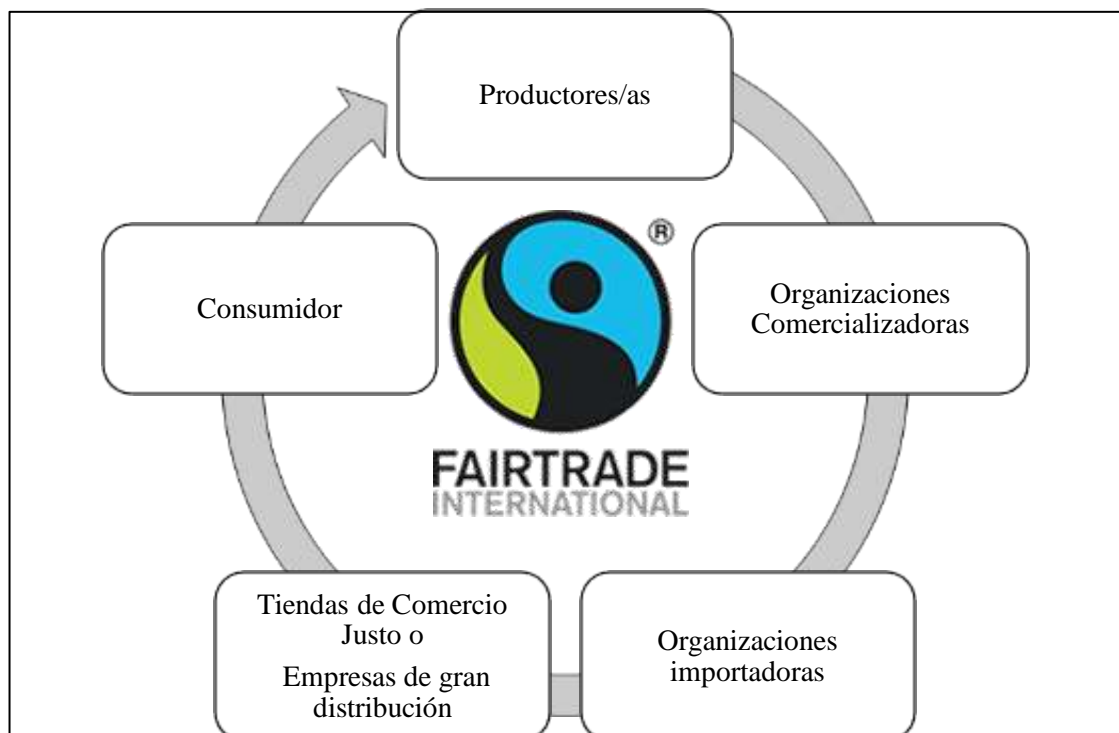 Productores/as
®
Consumidor
Organizaciones
Comercializadoras
FAIRTRADE
INTERNATIONAL
Tiendas de Comercio
Justo o
Empresas de gran
distribución
Organizaciones
importadoras